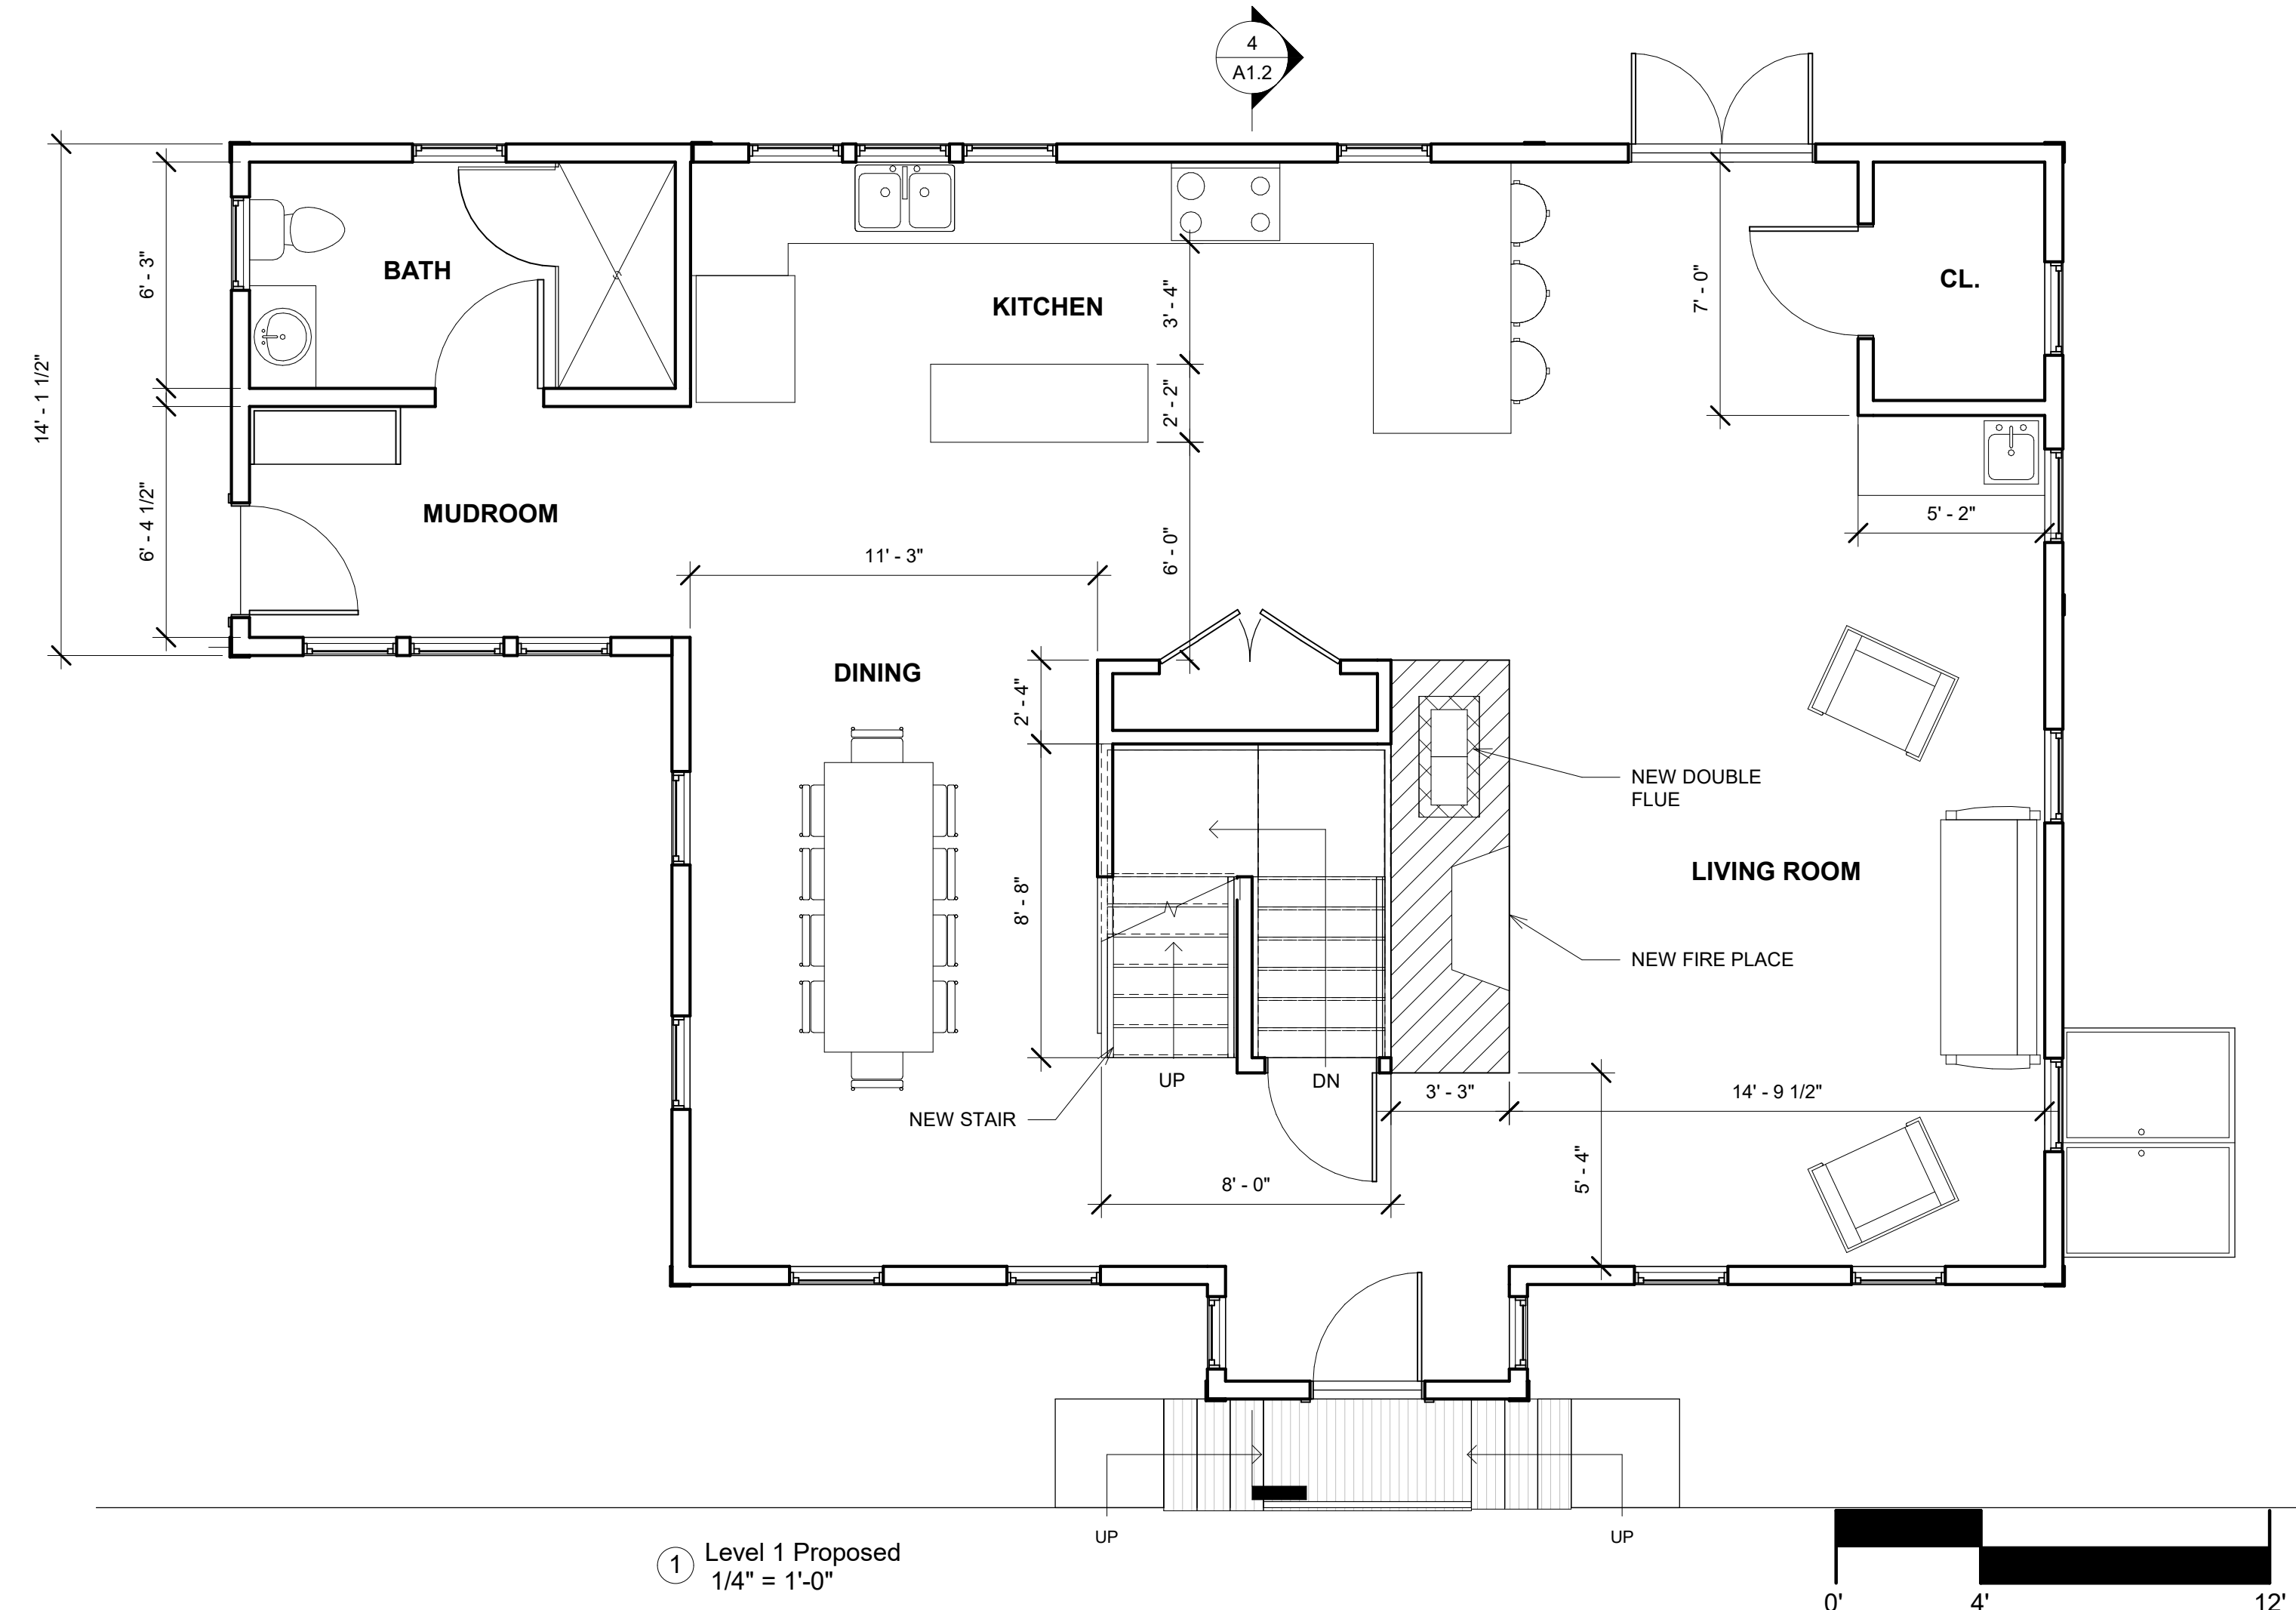 4
A1.2
BATH
KITCHEN
CL.
6' - 3"
3' - 4"
7' - 0"
14' - 1 1/2"
2' - 2"
MUDROOM
6' - 4 1/2"
5' - 2"
11' - 3"
6' - 0"
DINING
2' - 4"
NEW DOUBLE
FLUE
8' - 8"
LIVING ROOM
NEW FIRE PLACE
UP
DN
3' - 3"
14' - 9 1/2"
NEW STAIR
8' - 0"
5' - 4"
UP
UP
1
Level 1 Proposed
1/4" = 1'-0"
0'
4'
12'